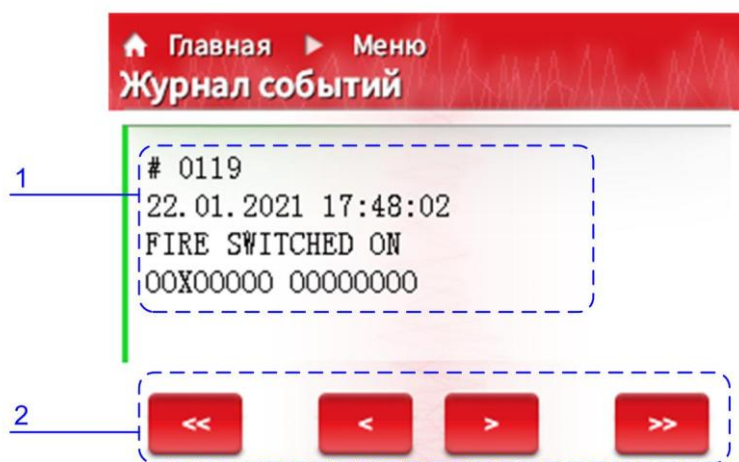 Главная ▶ Меню
Журнал событий
1
# 0119
22.01.2021 17:48:02
FIRE SWITCHED ON
00X00000 00000000
2
<< < > >>